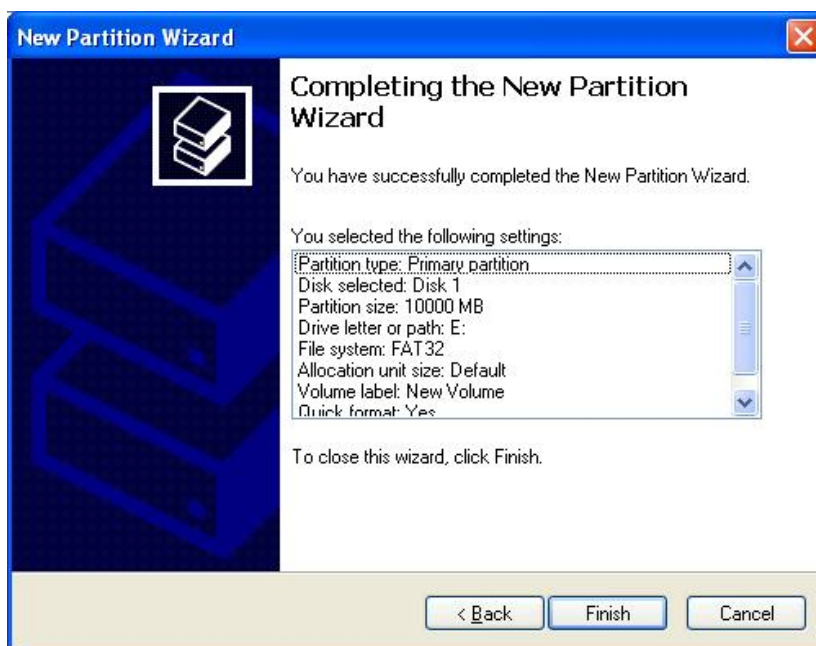 New Partition Wizard
Completing the New Partition
Wizard
You have successfully completed the New Partition Wizard.
You selected the following settings:
Partition type: Primary partition
Disk selected: Disk 1
Partition size: 10000 MB
Drive letter or path: E:
File system: FAT32
Allocation unit size: Default
Volume label: New Volume
Quick format: Yes
To close this wizard, click Finish.
< Back Finish Cancel